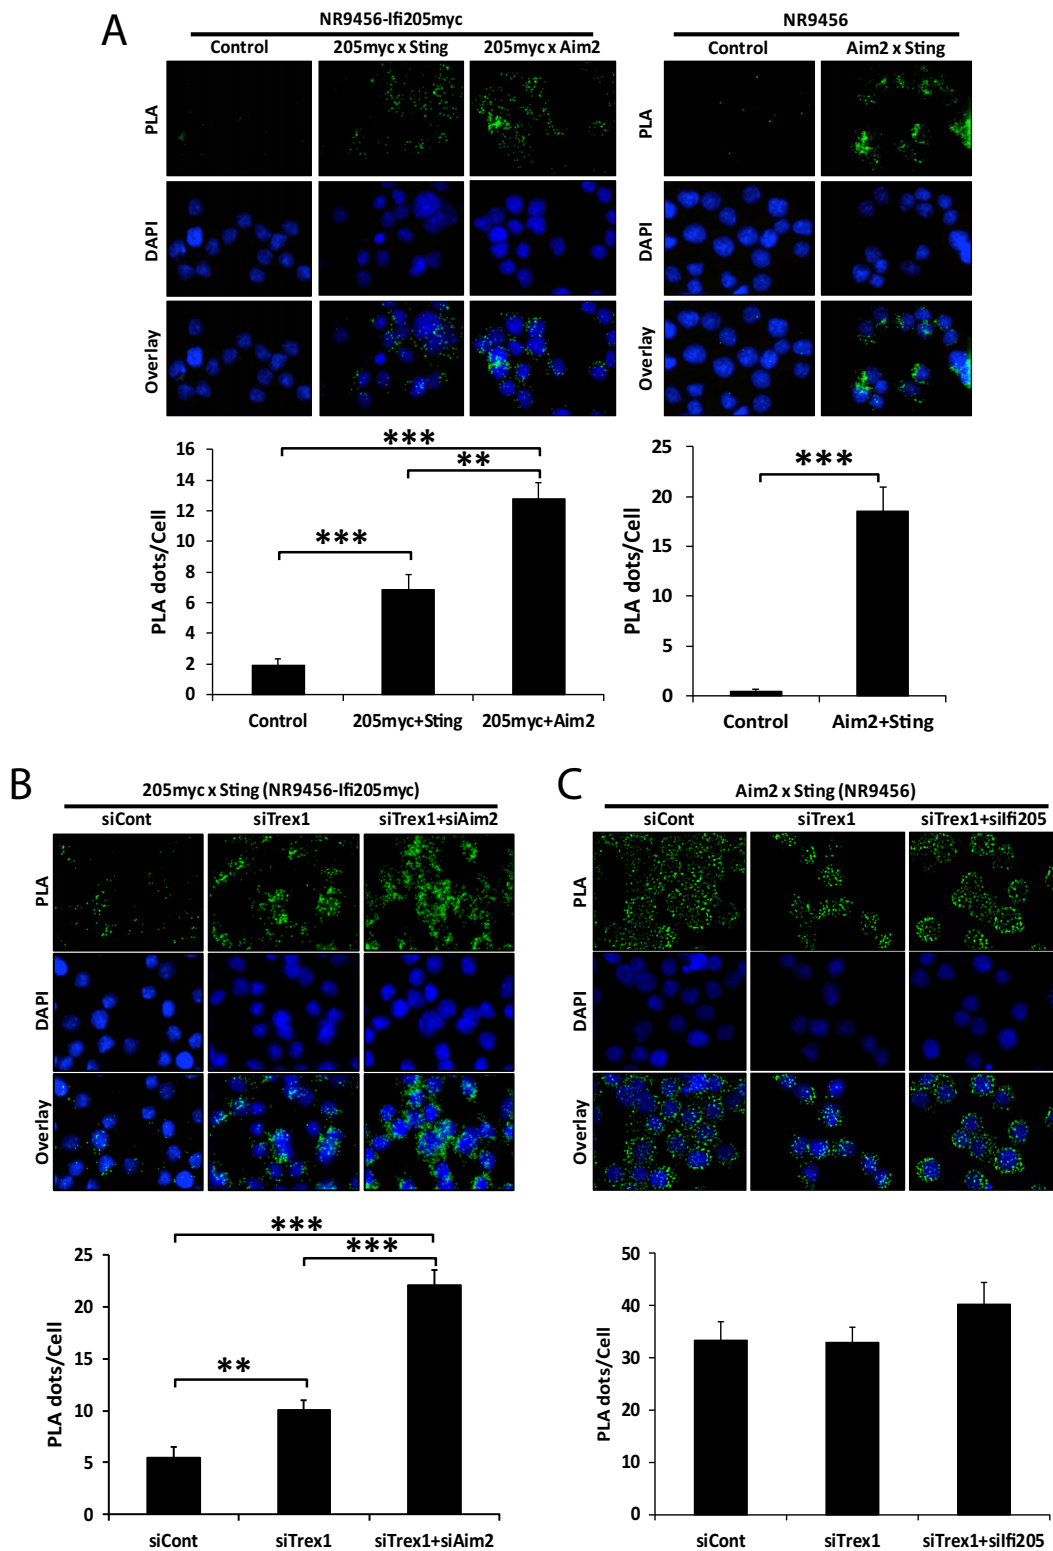 A
NR9456-Ifi205myc
NR9456
Control
205myc x Sting
205myc x Aim2
Control
Aim2 x Sting
PLA
DAPI
Overlay
PLA
DAPI
Overlay
PLA dots/Cell
16
14
12
10
8
6
4
2
0
***
**
***
Control
205myc+Sting
205myc+Aim2
PLA dots/Cell
25
20
15
10
5
0
***
Control
Aim2+Sting
B
205myc x Sting (NR9456-Ifi205myc)
siCont
siTrex1
siTrex1+siAim2
PLA
DAPI
Overlay
PLA dots/Cell
25
20
15
10
5
0
***
***
**
siCont
siTrex1
siTrex1+siAim2
C
Aim2 x Sting (NR9456)
siCont
siTrex1
siTrex1+siIfi205
PLA
DAPI
Overlay
PLA dots/Cell
50
40
30
20
10
0
siCont
siTrex1
siTrex1+siIfi205